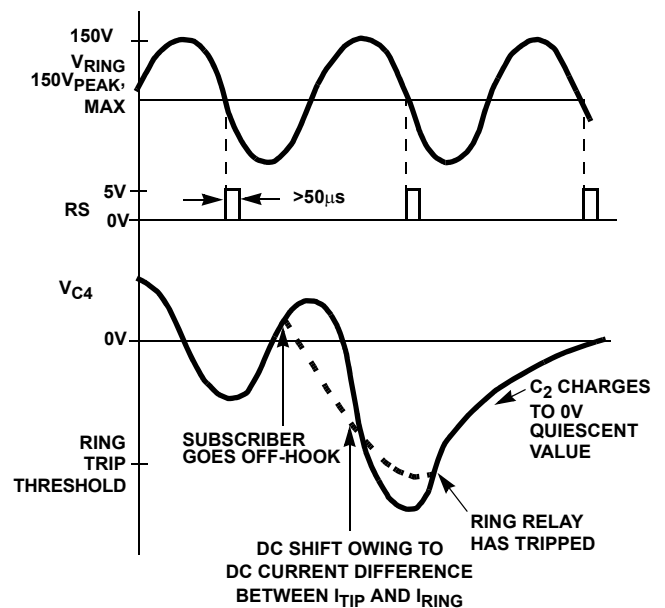 150V
V_RING
150V_PEAK,
MAX
5V
RS
0V
>50μs
V_C4
0V
SUBSCRIBER
GOES OFF-HOOK
C_2 CHARGES
TO 0V
QUIESCENT
VALUE
RING
TRIP
THRESHOLD
RING RELAY
HAS TRIPPED
DC SHIFT OWING TO
DC CURRENT DIFFERENCE
BETWEEN I_TIP AND I_RING